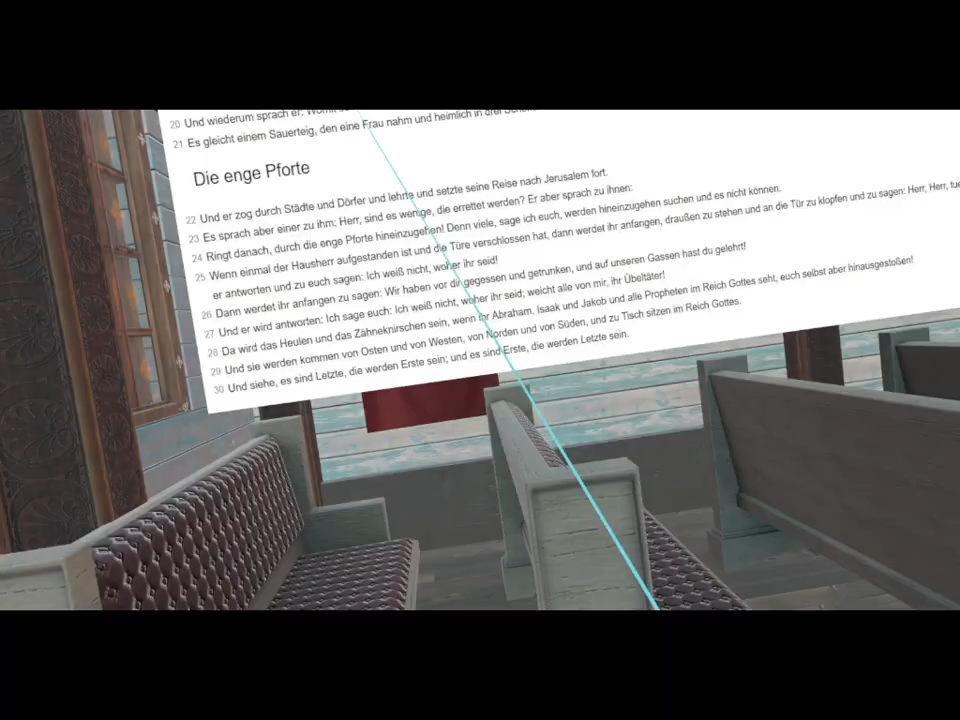 20 Und wiederum sprach er: Womit
21 Es gleicht einem Sauerteig, den eine Frau nahm und heimlich in drei
Die enge Pforte
22 Und er zog durch Städte und Dörfer und lehrte und setzte seine Reise nach Jerusalem fort.
23 Es sprach aber einer zu ihm: Herr, sind es wenige, die errettet werden? Er aber sprach zu ihnen:
24 Ringt danach, durch die enge Pforte hineinzugehen! Denn viele, sage ich euch, werden hineinzugehen suchen und es nicht können.
25 Wenn einmal der Hausherr aufgestanden ist und die Türe verschlossen hat, dann werdet ihr anfangen, draußen zu stehen und an die Tür zu klopfen und zu sagen: Herr, Herr, tue
er antworten und zu euch sagen: Ich weiß nicht, woher ihr seid!
26 Dann werdet ihr anfangen zu sagen: Wir haben vor dir gegessen und getrunken, und auf unseren Gassen hast du gelehrt!
27 Und er wird antworten: Ich sage euch: Ich weiß nicht, woher ihr seid; weicht alle von mir, ihr Übeltäter!
28 Da wird das Heulen und das Zähneknirschen sein, wenn ihr Abraham, Isaak und Jakob und alle Propheten im Reich Gottes seht, euch selbst aber hinausgestoßen!
29 Und sie werden kommen von Osten und von Westen, von Norden und von Süden, und zu Tisch sitzen im Reich Gottes.
30 Und siehe, es sind Letzte, die werden Erste sein; und es sind Erste, die werden Letzte sein.